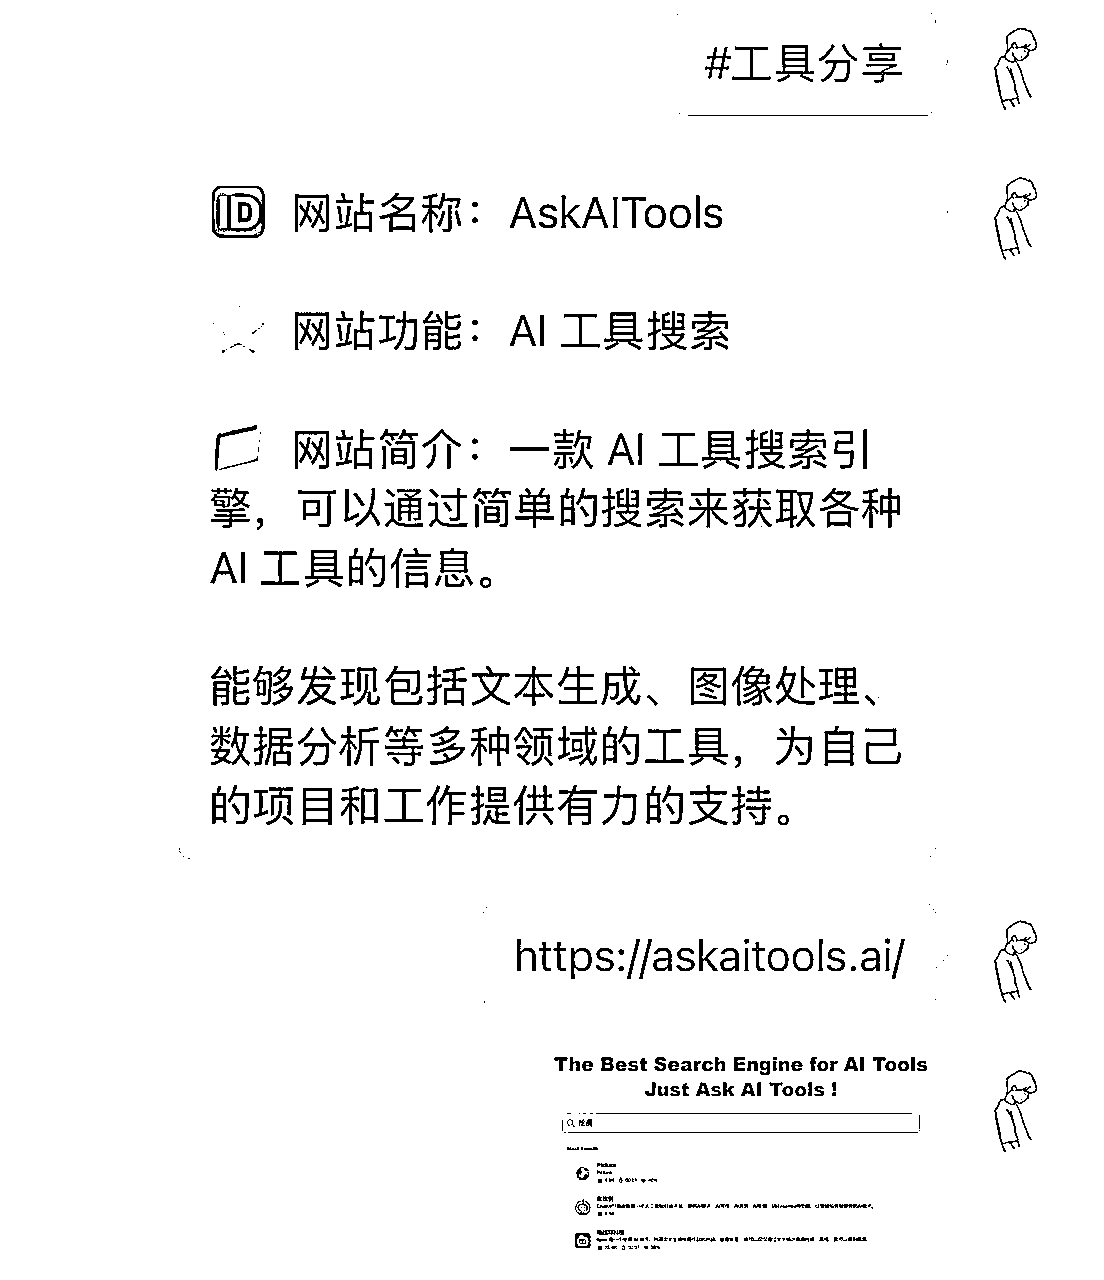 #工具分享
ID 网站名称：AskAITools
网站功能：AI 工具搜索
网站简介：一款 AI 工具搜索引
擎，可以通过简单的搜索来获取各种
AI 工具的信息。
能够发现包括文本生成、图像处理、
数据分析等多种领域的工具，为自己
的项目和工作提供有力的支持。
https://askaitools.ai/
The Best Search Engine for AI Tools
Just Ask AI Tools !